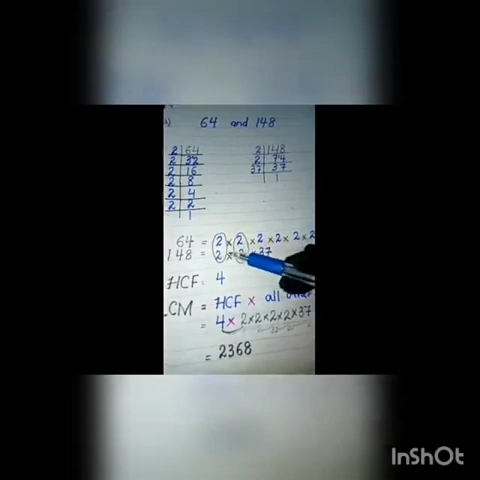 64 and 148
2 64
2 32
2 16
2 8
2 4
2 2
1
2 148
2 74
37 37
1
64 = 2 × 2 × 2 × 2 × 2 × 2
148 = 2 × 2 × 37
HCF = 4
LCM = HCF × all
= 4 × 2×2×2×2×37
= 2368
InShOt